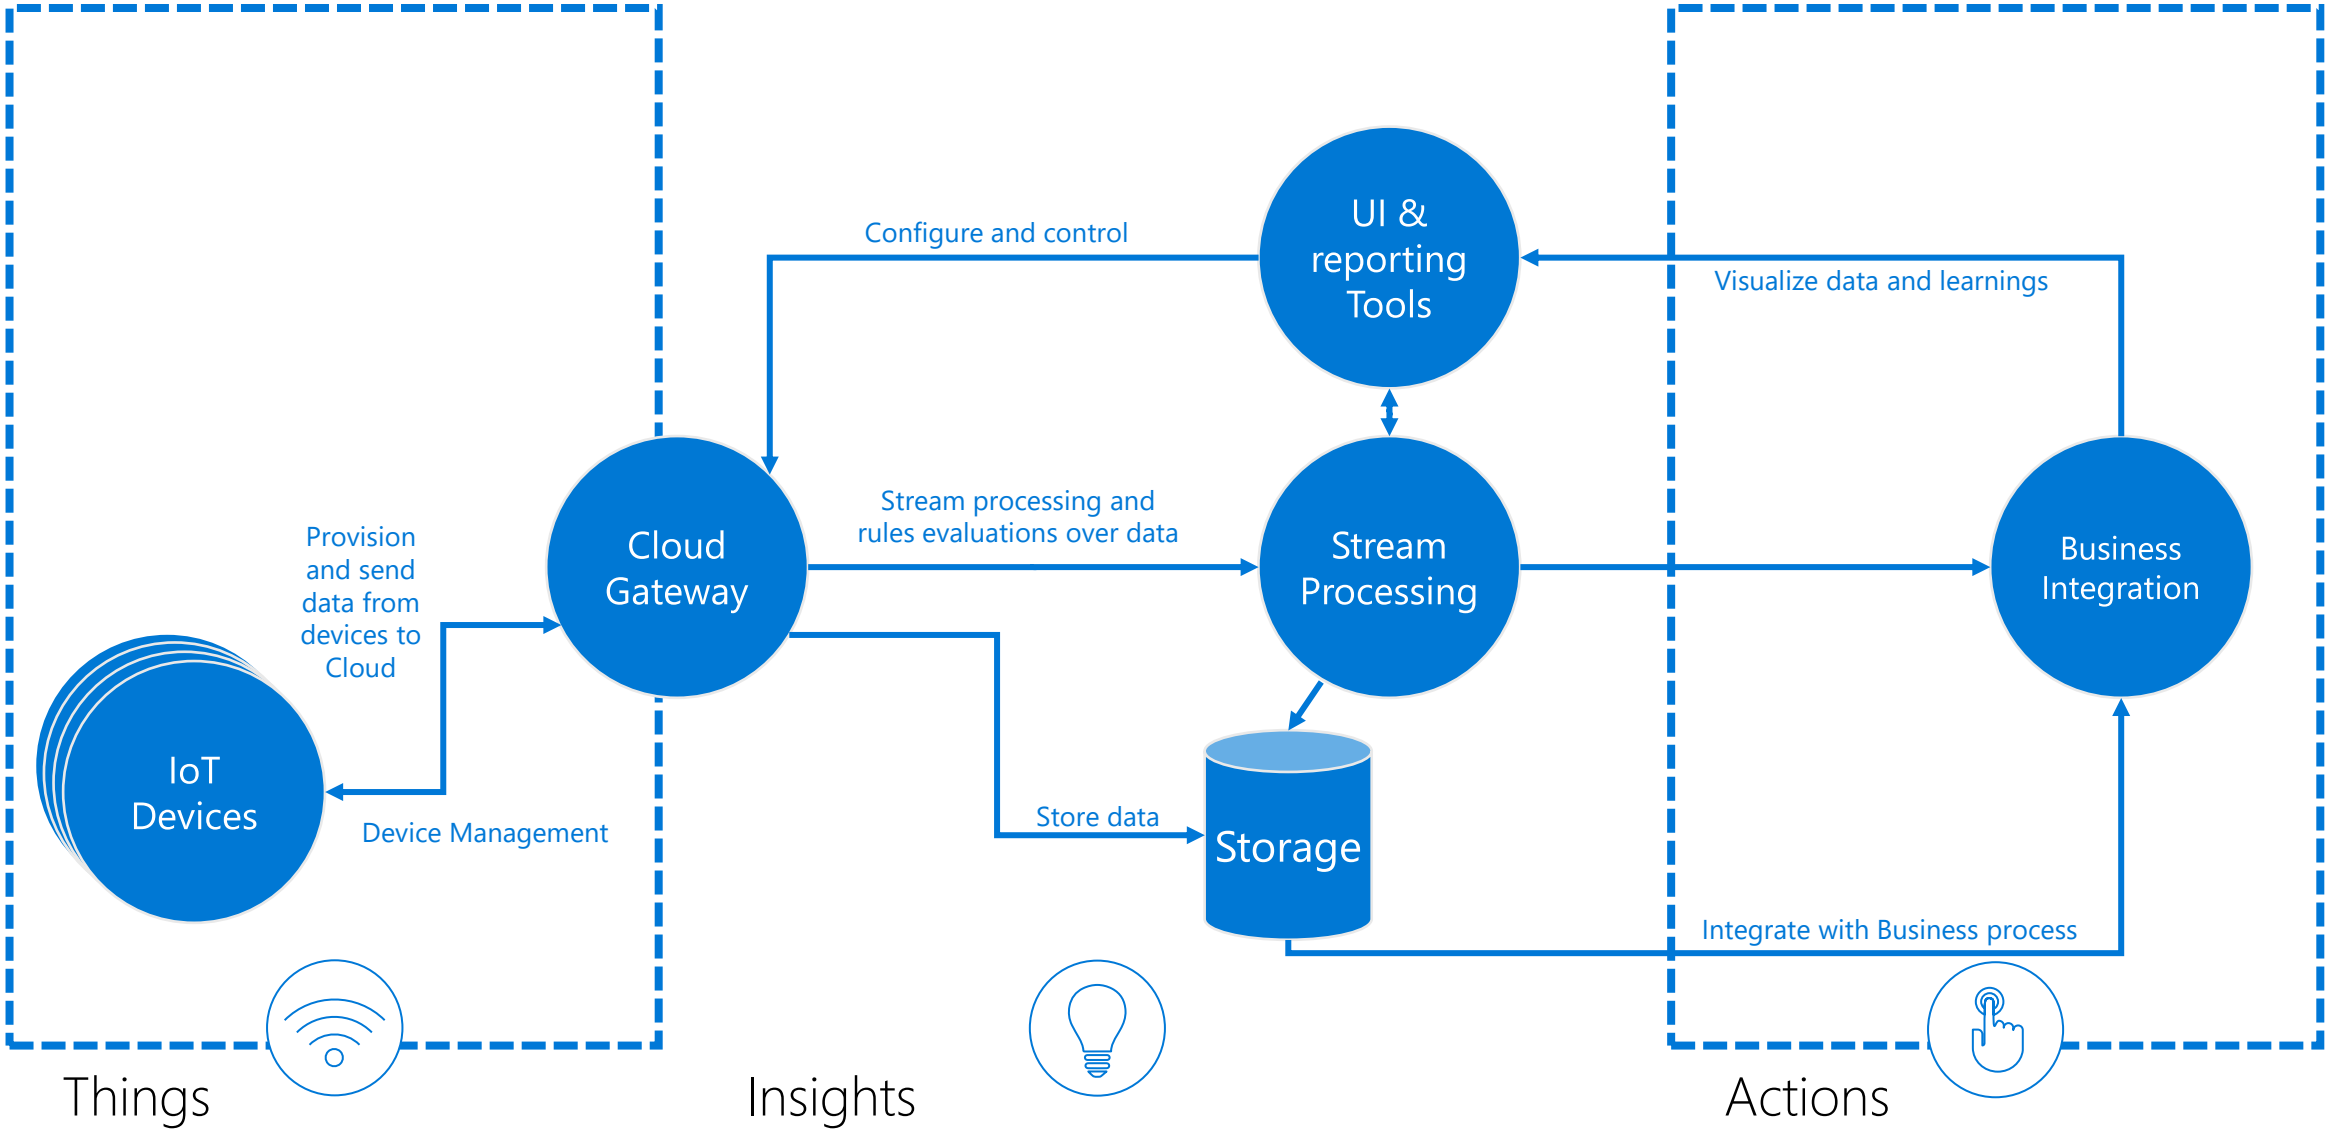 UI &
reporting
Tools
Configure and control
Visualize data and learnings
Stream processing and
rules evaluations over data
Provision
and send
data from
devices to
Cloud
Cloud
Gateway
Stream
Processing
Business
Integration
IoT
Devices
Device Management
Store data
Storage
Integrate with Business process
Things
Insights
Actions